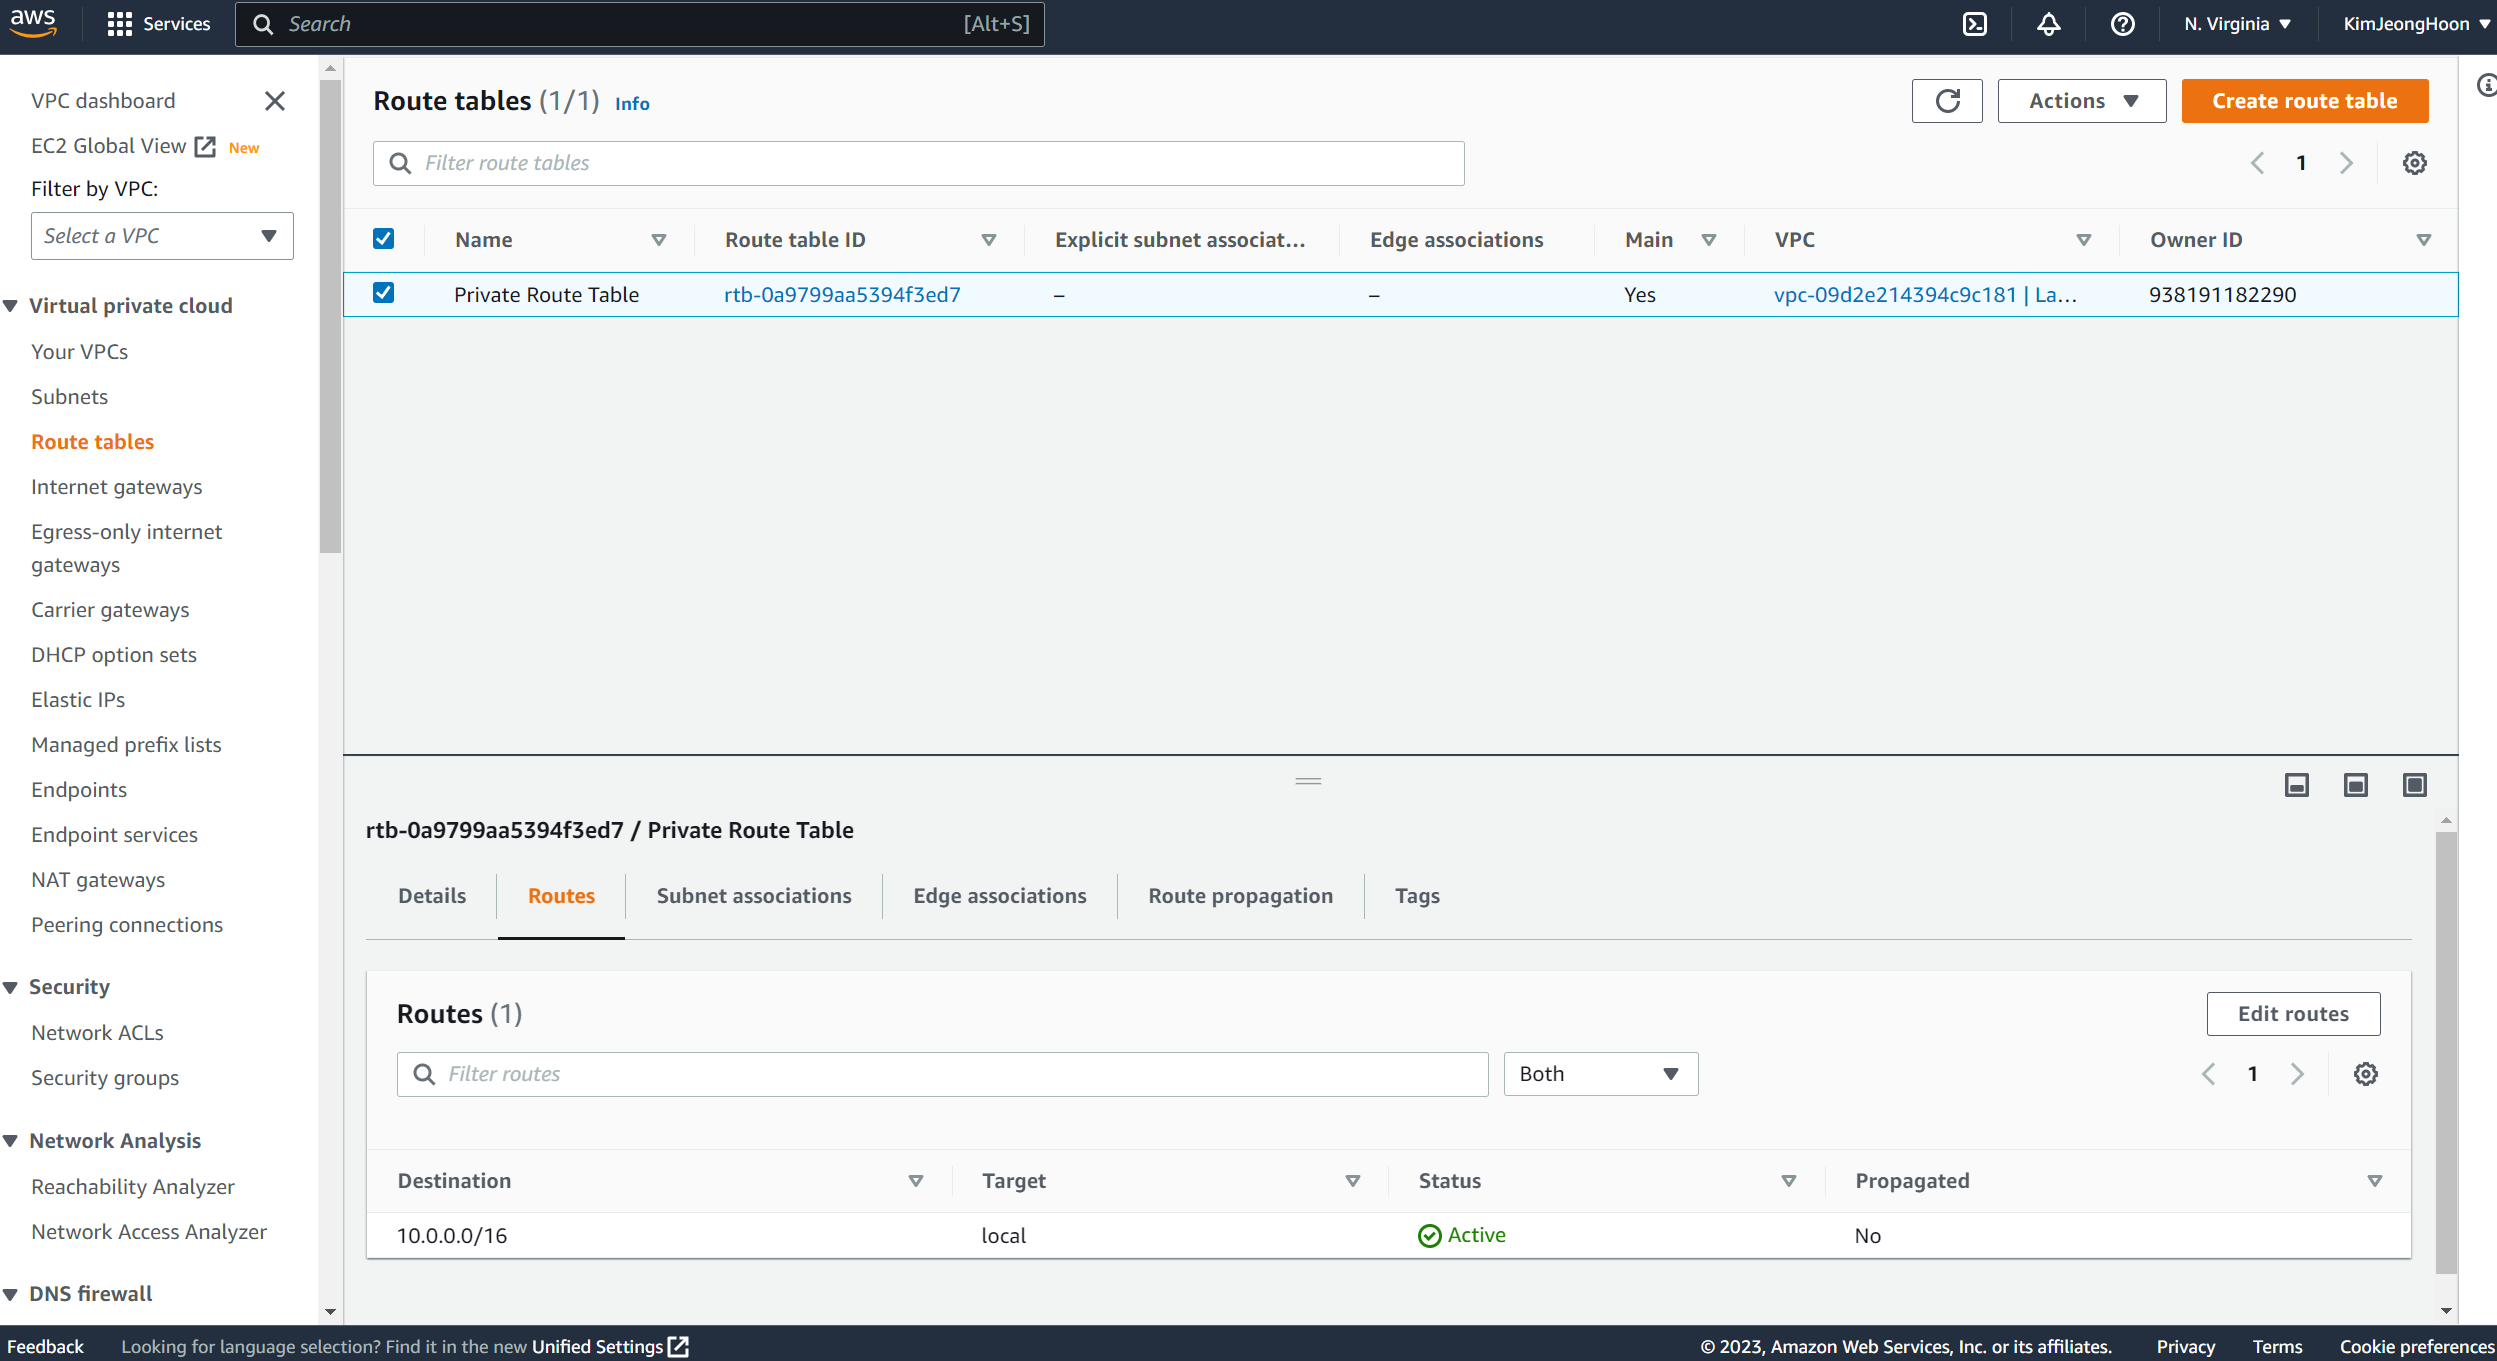 aws
Services
Search
[Alt+S]
N. Virginia
KimJeongHoon
VPC dashboard
EC2 Global View
New
Filter by VPC:
Select a VPC
Virtual private cloud
Your VPCs
Subnets
Route tables
Internet gateways
Egress-only internet
gateways
Carrier gateways
DHCP option sets
Elastic IPs
Managed prefix lists
Endpoints
Endpoint services
NAT gateways
Peering connections
Security
Network ACLs
Security groups
Network Analysis
Reachability Analyzer
Network Access Analyzer
DNS firewall
Route tables (1/1) Info
Actions
Create route table
Filter route tables
1
Name
Route table ID
Explicit subnet associat...
Edge associations
Main
VPC
Owner ID
Private Route Table
rtb-0a9799aa5394f3ed7
–
–
Yes
vpc-09d2e214394c9c181 | La...
938191182290
rtb-0a9799aa5394f3ed7 / Private Route Table
Details
Routes
Subnet associations
Edge associations
Route propagation
Tags
Routes (1)
Edit routes
Filter routes
Both
1
Destination
Target
Status
Propagated
10.0.0.0/16
local
Active
No
Feedback
Looking for language selection? Find it in the new Unified Settings
© 2023, Amazon Web Services, Inc. or its affiliates.
Privacy
Terms
Cookie preferences